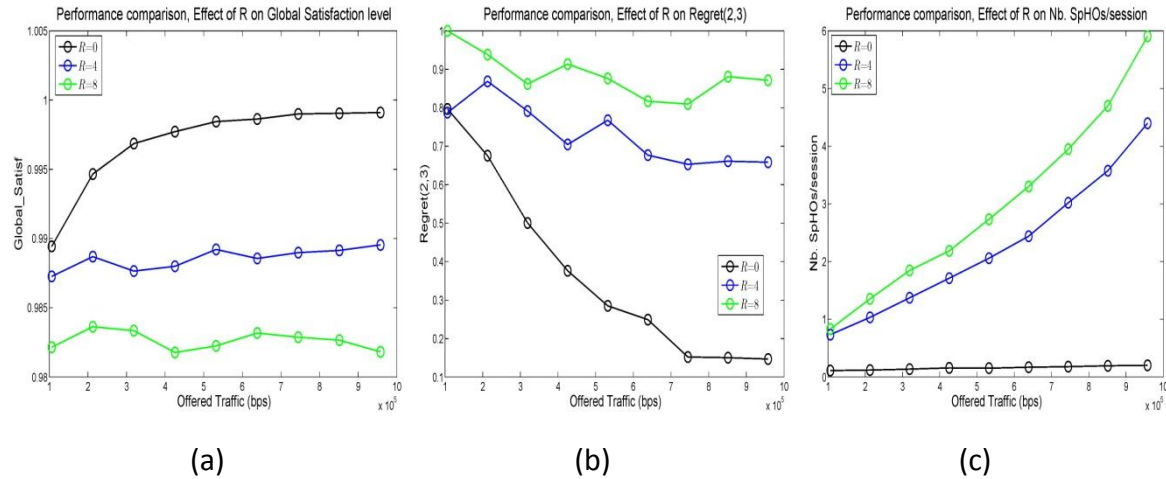 Performance comparison, Effect of R on Global Satisfaction level
1.005
1
0.995
0.99
0.985
0.98
Global_Satisf
R=0
R=4
R=8
1 2 3 4 5 6 7 8 9 10
Offered Traffic (bps)
x 10^5
(a)
Performance comparison, Effect of R on Regret(2,3)
1
0.9
0.8
0.7
0.6
0.5
0.4
0.3
0.2
0.1
Regret(2,3)
R=0
R=4
R=8
1 2 3 4 5 6 7 8 9 10
Offered Traffic (bps)
x 10^5
(b)
Performance comparison, Effect of R on Nb. SpHOs/session
6
5
4
3
2
1
0
Nb. SpHOs/session
R=0
R=4
R=8
1 2 3 4 5 6 7 8 9 10
Offered Traffic (bps)
x 10^5
(c)